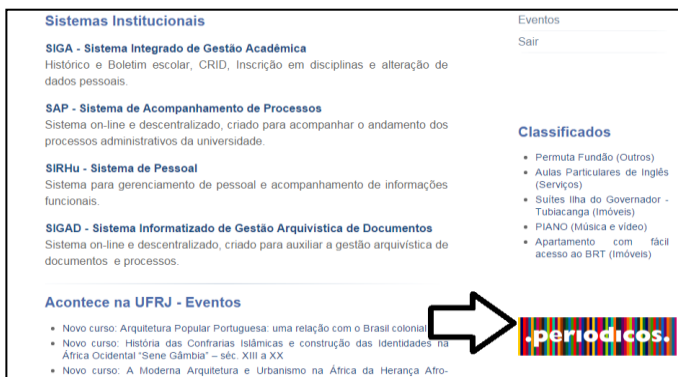 Sistemas Institucionais
SIGA - Sistema Integrado de Gestão Acadêmica
Histórico e Boletim escolar, CRID, Inscrição em disciplinas e alteração de
dados pessoais.
SAP - Sistema de Acompanhamento de Processos
Sistema on-line e descentralizado, criado para acompanhar o andamento dos
processos administrativos da universidade.
SIRHu - Sistema de Pessoal
Sistema para gerenciamento de pessoal e acompanhamento de informações
funcionais.
SIGAD - Sistema Informatizado de Gestão Arquivística de Documentos
Sistema on-line e descentralizado, criado para auxiliar a gestão arquivística de
documentos e processos.
Acontece na UFRJ - Eventos
Novo curso: Arquitetura Popular Portuguesa: uma relação com o Brasil colonial
Novo curso: História das Confrarias Islâmicas e construção das Identidades na
África Ocidental "Sene Gâmbia" – séc. XIII a XX
Novo curso: A Moderna Arquitetura e Urbanismo na África da Herança Afro-
Eventos
Sair
Classificados
Permuta Fundão (Outros)
Aulas Particulares de Inglês
(Serviços)
Suítes Ilha do Governador -
Tubiacanga (Imóveis)
PIANO (Música e vídeo)
Apartamento com fácil
acesso ao BRT (Imóveis)
.periodicos.